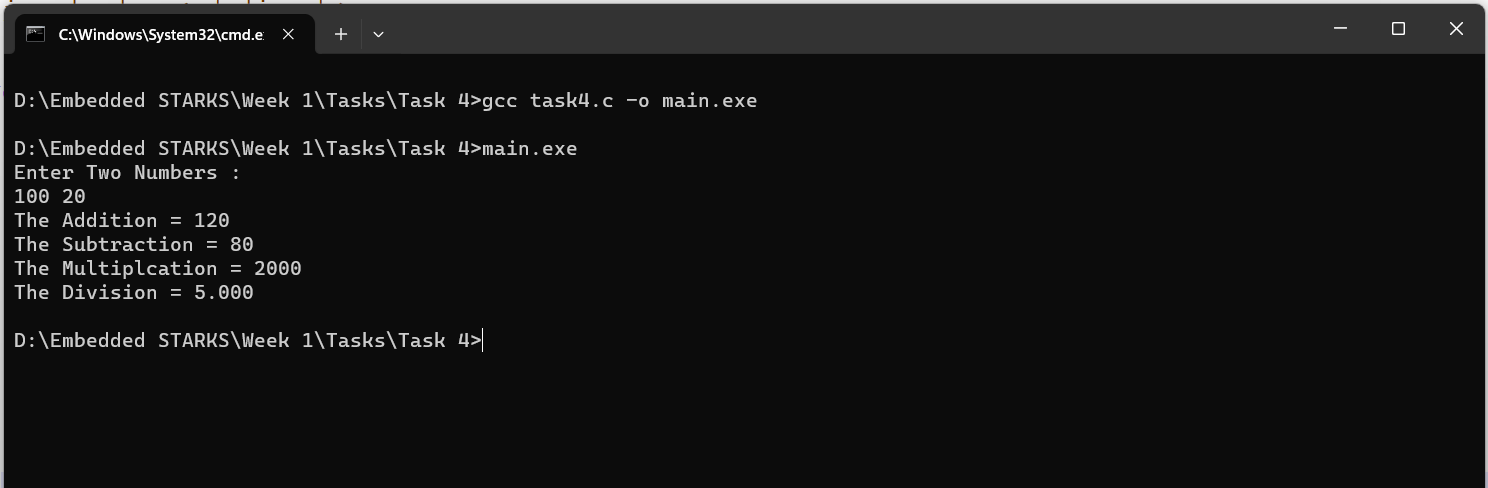 C:\Windows\System32\cmd.e
D:\Embedded STARKS\Week 1\Tasks\Task 4>gcc task4.c -o main.exe
D:\Embedded STARKS\Week 1\Tasks\Task 4>main.exe
Enter Two Numbers :
100 20
The Addition = 120
The Subtraction = 80
The Multiplcation = 2000
The Division = 5.000
D:\Embedded STARKS\Week 1\Tasks\Task 4>